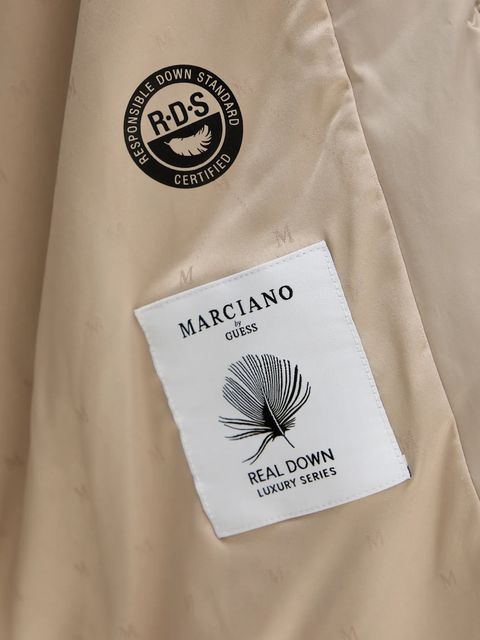 RESPONSIBLE DOWN STANDARD
R·D·S
CERTIFIED
M
M
MARCIANO
by
GUESS
REAL DOWN
LUXURY SERIES